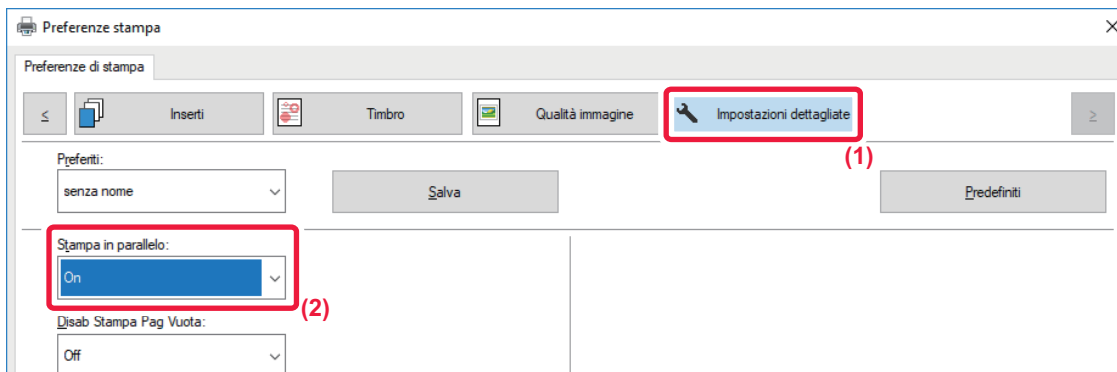 Preferenze stampa
Preferenze di stampa
< Inserti Timbro Qualità immagine Impostazioni dettagliate >
(1)
Preferiti:
senza nome Salva Predefiniti
Stampa in parallelo:
On
(2)
Disab Stampa Pag Vuota:
Off